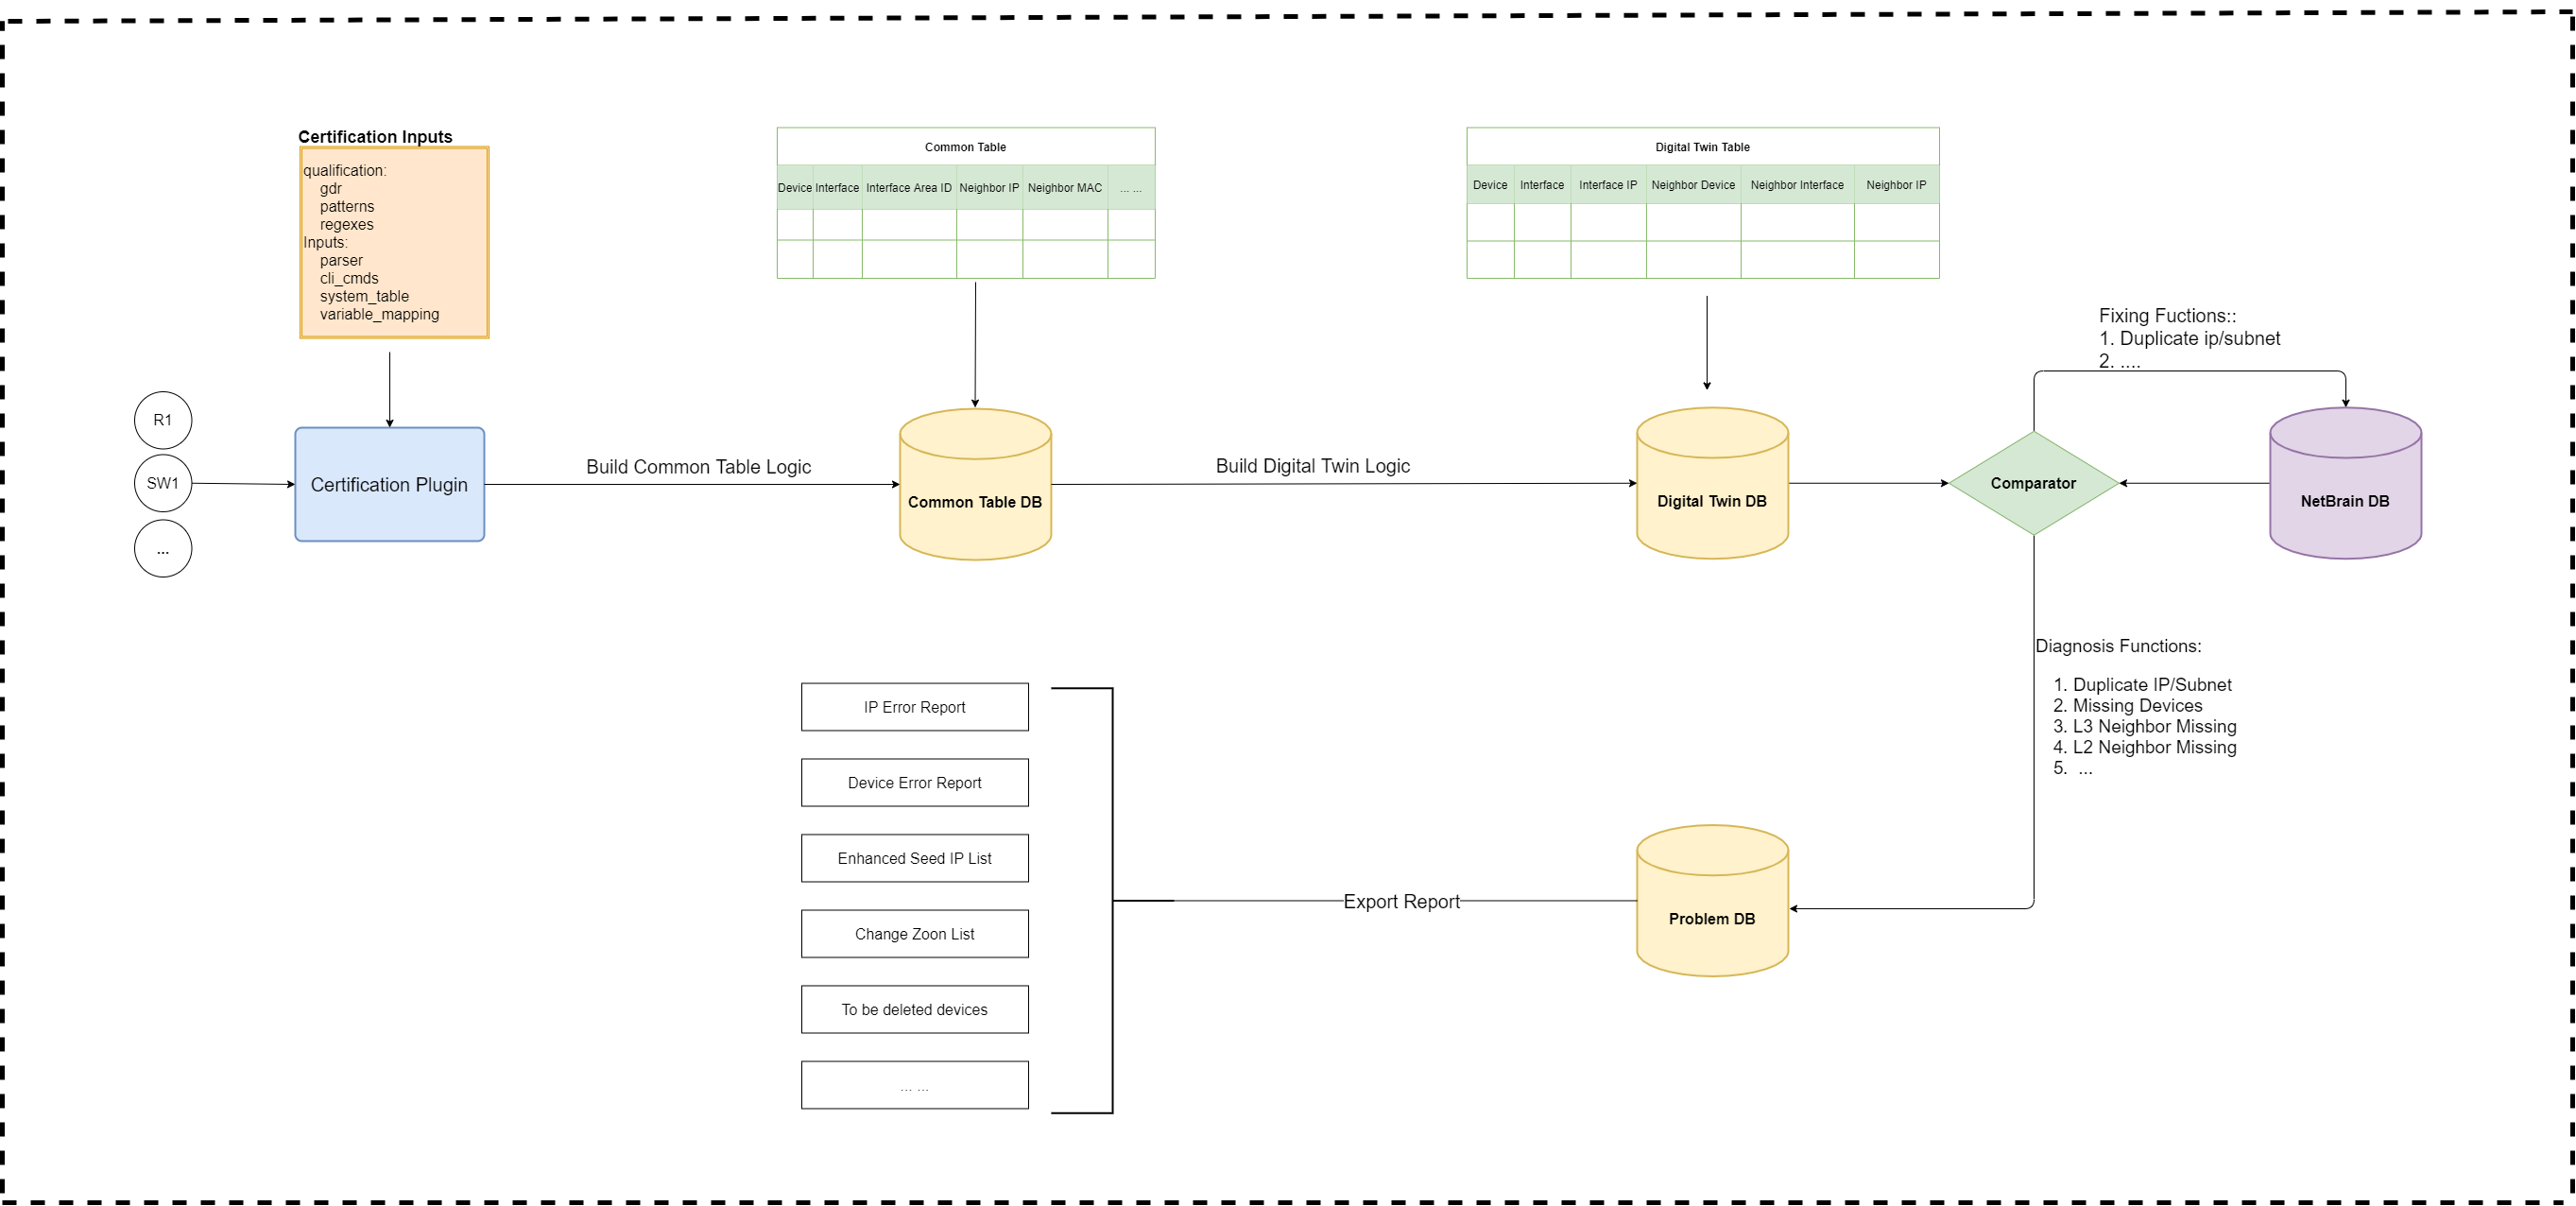 Certification Inputs
qualification:
gdr
patterns
regexes
Inputs:
parser
cli_cmds
system_table
variable_mapping
Common Table
Device Interface Interface Area ID Neighbor IP Neighbor MAC ... ...
Digital Twin Table
Device Interface Interface IP Neighbor Device Neighbor Interface Neighbor IP
Fixing Fuctions::
1. Duplicate ip/subnet
2. ....
R1
SW1
...
Certification Plugin
Build Common Table Logic
Common Table DB
Build Digital Twin Logic
Digital Twin DB
Comparator
NetBrain DB
Diagnosis Functions:
1. Duplicate IP/Subnet
2. Missing Devices
3. L3 Neighbor Missing
4. L2 Neighbor Missing
5. ...
Problem DB
Export Report
IP Error Report
Device Error Report
Enhanced Seed IP List
Change Zoon List
To be deleted devices
... ...